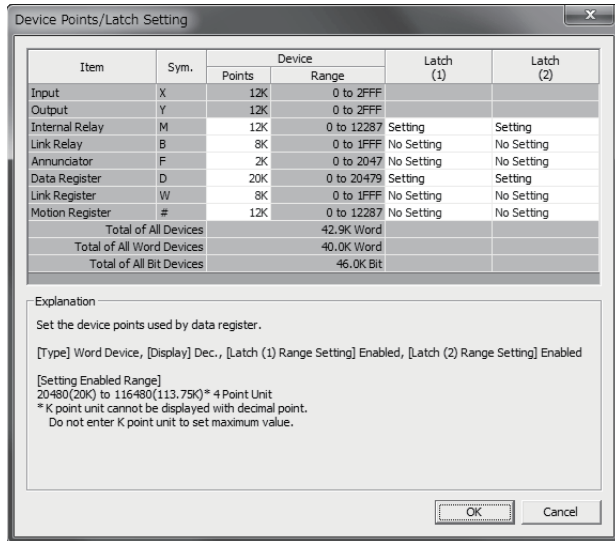 Device Points/Latch Setting
X
Item Sym. Device Latch (1) Latch (2)
Points Range
Input X 12K 0 to 2FFF
Output Y 12K 0 to 2FFF
Internal Relay M 12K 0 to 12287 Setting Setting
Link Relay B 8K 0 to 1FFF No Setting No Setting
Annunciator F 2K 0 to 2047 No Setting No Setting
Data Register D 20K 0 to 20479 Setting Setting
Link Register W 8K 0 to 1FFF No Setting No Setting
Motion Register # 12K 0 to 12287 No Setting No Setting
Total of All Devices 42.9K Word
Total of All Word Devices 40.0K Word
Total of All Bit Devices 46.0K Bit
Explanation
Set the device points used by data register.
[Type] Word Device, [Display] Dec., [Latch (1) Range Setting] Enabled, [Latch (2) Range Setting] Enabled
[Setting Enabled Range]
20480(20K) to 116480(113.75K)* 4 Point Unit
* K point unit cannot be displayed with decimal point.
Do not enter K point unit to set maximum value.
OK Cancel